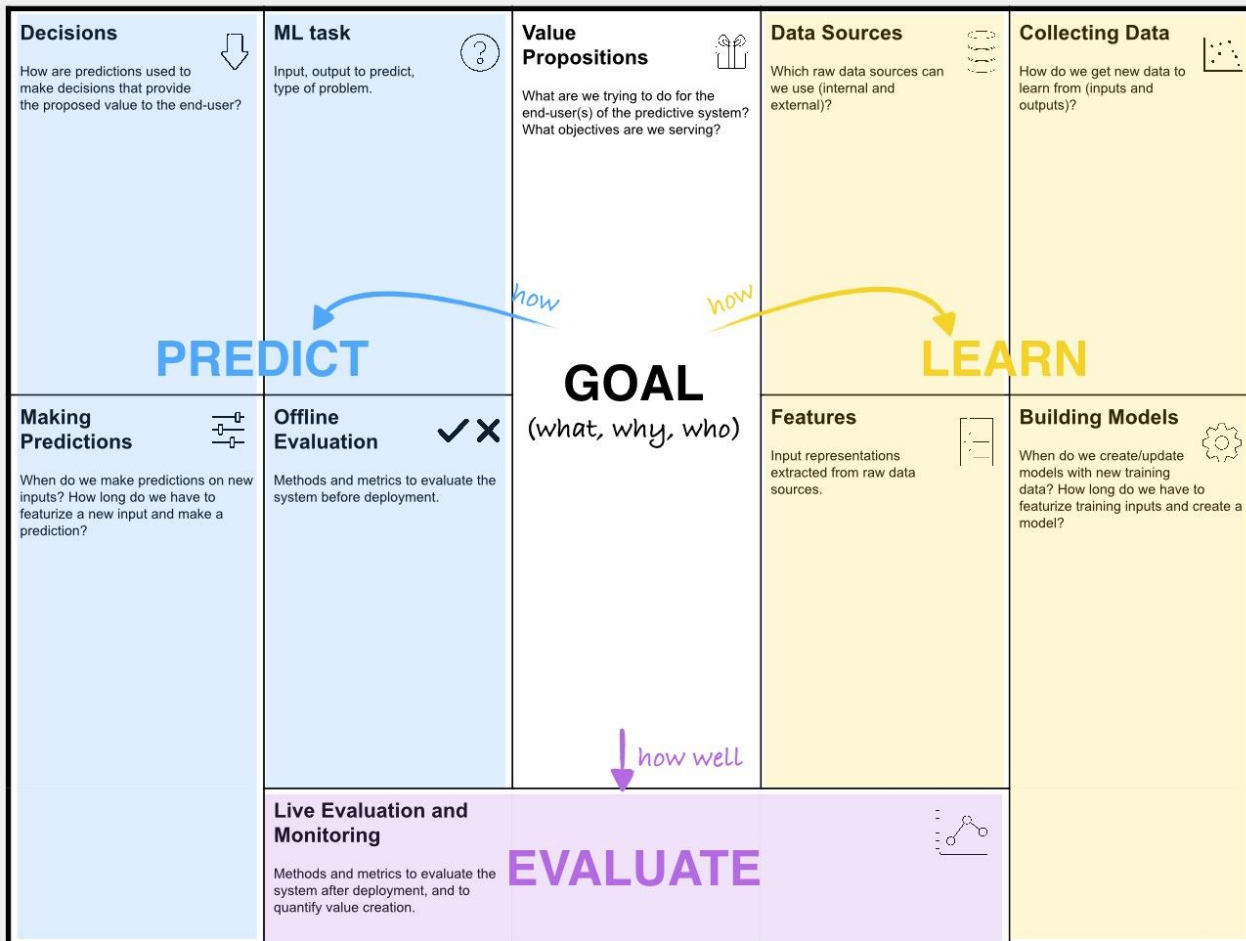 Decisions
How are predictions used to
make decisions that provide
the proposed value to the end-user?
ML task
Input, output to predict,
type of problem.
Value
Propositions
What are we trying to do for the
end-user(s) of the predictive system?
What objectives are we serving?
Data Sources
Which raw data sources can
we use (internal and
external)?
Collecting Data
How do we get new data to
learn from (inputs and
outputs)?
how
how
PREDICT
LEARN
GOAL
(what, why, who)
Making
Predictions
When do we make predictions on new
inputs? How long do we have to
featurize a new input and make a
prediction?
Offline
Evaluation
Methods and metrics to evaluate the
system before deployment.
Features
Input representations
extracted from raw data
sources.
Building Models
When do we create/update
models with new training
data? How long do we have to
featurize training inputs and create a
model?
how well
Live Evaluation and
Monitoring
Methods and metrics to evaluate the
system after deployment, and to
quantify value creation.
EVALUATE